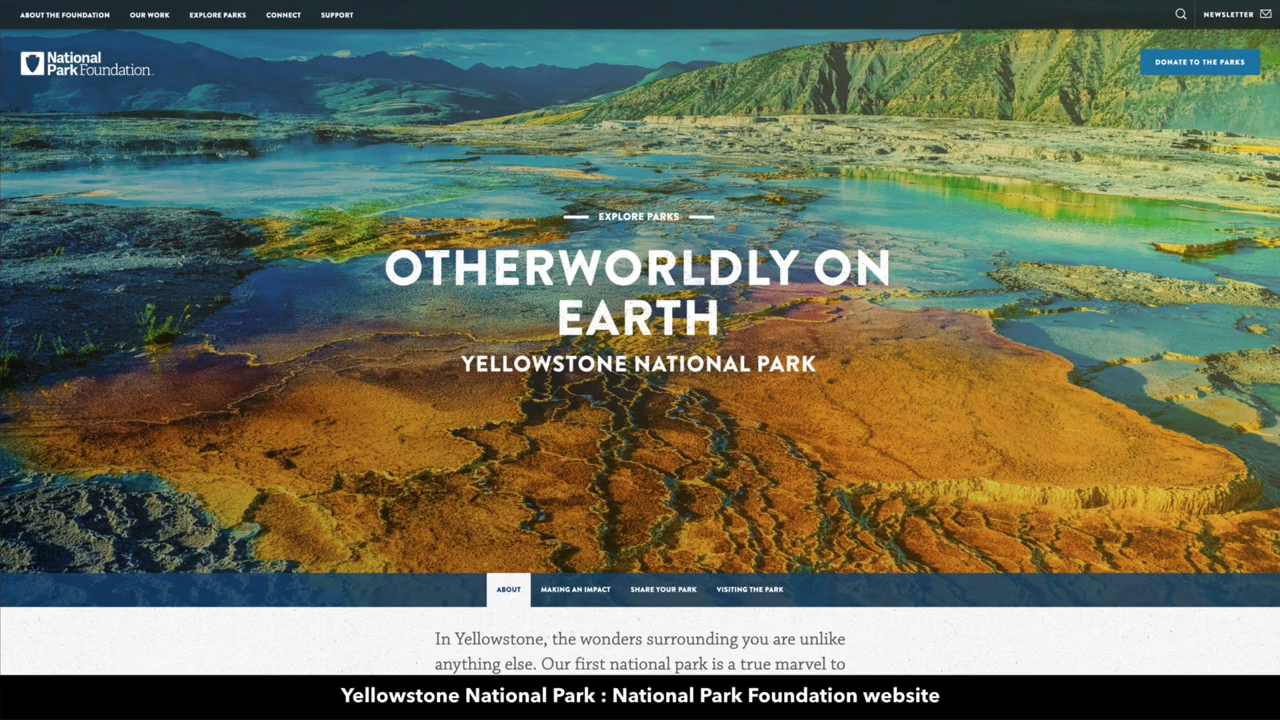 ABOUT THE FOUNDATION OUR WORK EXPLORE PARKS CONNECT SUPPORT NEWSLETTER
National
Park Foundation
DONATE TO THE PARKS
EXPLORE PARKS
OTHERWORLDLY ON
EARTH
YELLOWSTONE NATIONAL PARK
ABOUT MAKING AN IMPACT SHARE YOUR PARK VISITING THE PARK
In Yellowstone, the wonders surrounding you are unlike
anything else. Our first national park is a true marvel to
Yellowstone National Park : National Park Foundation website